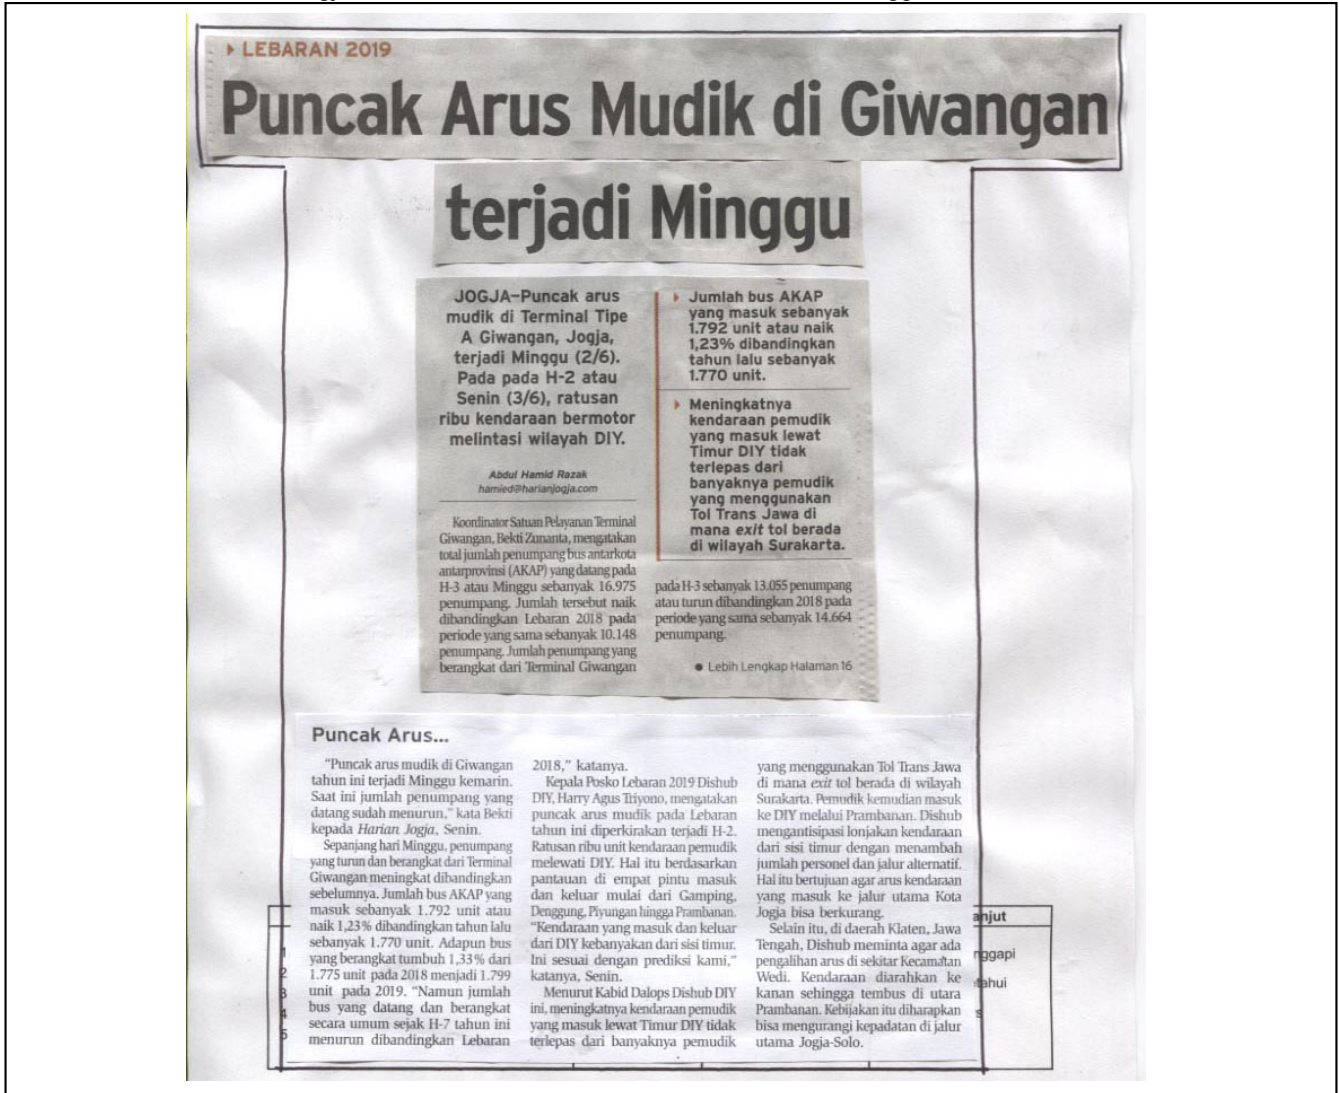 LEBARAN 2019
Puncak Arus Mudik di Giwangan
terjadi Minggu
JOGJA–Puncak arus
mudik di Terminal Tipe
A Giwangan, Jogja,
terjadi Minggu (2/6).
Pada pada H-2 atau
Senin (3/6), ratusan
ribu kendaraan bermotor
melintasi wilayah DIY.
Abdul Hamid Razak
hamied@harianjogja.com
Koordinator Satuan Pelayanan Terminal
Giwangan, Bekti Zunanta, mengatakan
total jumlah penumpang bus antarkota
antarprovinsi (AKAP) yang datang pada
H-3 atau Minggu sebanyak 16.975
penumpang. Jumlah tersebut naik
dibandingkan Lebaran 2018 pada
periode yang sama sebanyak 10.148
penumpang. Jumlah penumpang yang
berangkat dari Terminal Giwangan
Jumlah bus AKAP
yang masuk sebanyak
1.792 unit atau naik
1,23% dibandingkan
tahun lalu sebanyak
1.770 unit.
Meningkatnya
kendaraan pemudik
yang masuk lewat
Timur DIY tidak
terlepas dari
banyaknya pemudik
yang menggunakan
Tol Trans Jawa di
mana exit tol berada
di wilayah Surakarta.
pada H-3 sebanyak 13.055 penumpang
atau turun dibandingkan 2018 pada
periode yang sama sebanyak 14.664
penumpang.
● Lebih Lengkap Halaman 16
Puncak Arus...
"Puncak arus mudik di Giwangan
tahun ini terjadi Minggu kemarin.
Saat ini jumlah penumpang yang
datang sudah menurun," kata Bekti
kepada Harian Jogja, Senin.
Sepanjang hari Minggu, penumpang
yang turun dan berangkat dari Terminal
Giwangan meningkat dibandingkan
sebelumnya. Jumlah bus AKAP yang
masuk sebanyak 1.792 unit atau
naik 1,23% dibandingkan tahun lalu
sebanyak 1.770 unit. Adapun bus
yang berangkat tumbuh 1,33% dari
1.775 unit pada 2018 menjadi 1.799
unit pada 2019. "Namun jumlah
bus yang datang dan berangkat
secara umum sejak H-7 tahun ini
menurun dibandingkan Lebaran
2018," katanya.
Kepala Posko Lebaran 2019 Dishub
DIY, Harry Agus Triyono, mengatakan
puncak arus mudik pada Lebaran
tahun ini diperkirakan terjadi H-2.
Ratusan ribu unit kendaraan pemudik
melewati DIY. Hal itu berdasarkan
pantauan di empat pintu masuk
dan keluar mulai dari Gamping,
Denggung, Piyungan hingga Prambanan.
"Kendaraan yang masuk dan keluar
dari DIY kebanyakan dari sisi timur.
Ini sesuai dengan prediksi kami,"
katanya, Senin.
Menurut Kabid Dalops Dishub DIY
ini, meningkatnya kendaraan pemudik
yang masuk lewat Timur DIY tidak
terlepas dari banyaknya pemudik
yang menggunakan Tol Trans Jawa
di mana exit tol berada di wilayah
Surakarta. Pemudik kemudian masuk
ke DIY melalui Prambanan. Dishub
mengantisipasi lonjakan kendaraan
dari sisi timur dengan menambah
jumlah personel dan jalur alternatif.
Hal itu bertujuan agar arus kendaraan
yang masuk ke jalur utama Kota
Jogja bisa berkurang.
Selain itu, di daerah Klaten, Jawa
Tengah, Dishub meminta agar ada
pengalihan arus di sekitar Kecamatan
Wedi. Kendaraan diarahkan ke
kanan sehingga tembus di utara
Prambanan. Kebijakan itu diharapkan
bisa mengurangi kepadatan di jalur
utama Jogja-Solo.
anjut
nggapi
tahui
1
2
3
4
5